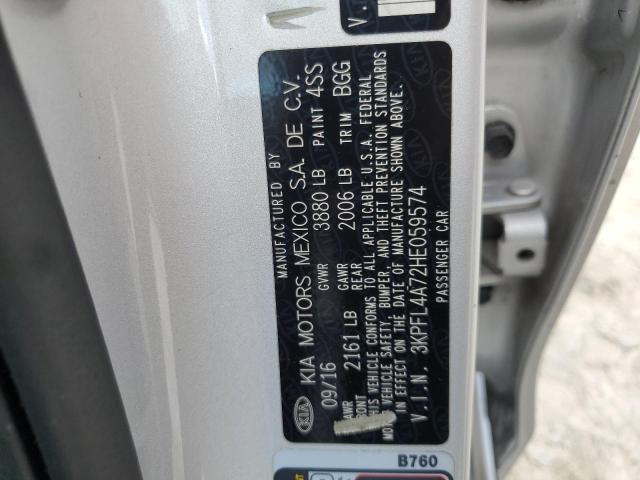 MANUFACTURED BY
KIA KIA MOTORS MEXICO S.A. DE C.V.
09/16 GVWR 3880 LB PAINT 4SS
GAWR FRONT 2161 LB GAWR REAR 2006 LB TRIM BGG
THIS VEHICLE CONFORMS TO ALL APPLICABLE U.S.A. FEDERAL
MOTOR VEHICLE SAFETY, BUMPER, AND THEFT PREVENTION STANDARDS
IN EFFECT ON THE DATE OF MANUFACTURE SHOWN ABOVE.
V.I.N. 3KPFL4A72HE059574
PASSENGER CAR
V.
B760